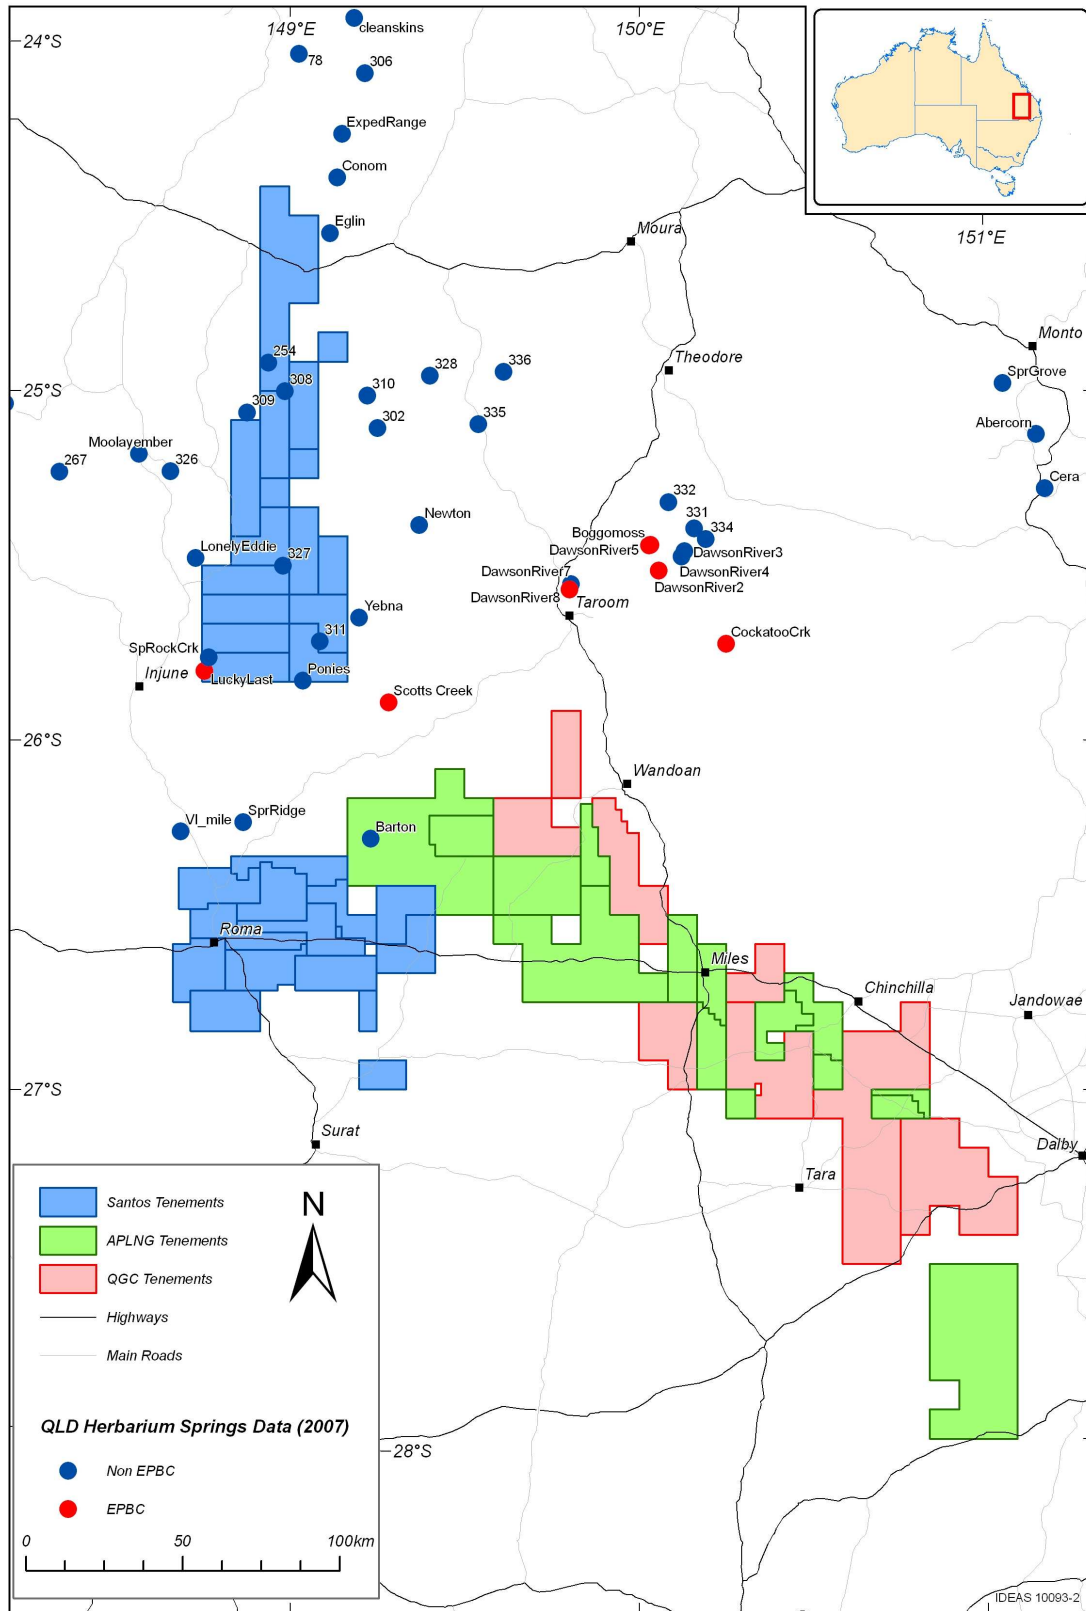 149°E
150°E
cleanskins
24°S
78
306
ExpedRange
Conom
Eglin
Moura
151°E
Monto
254
Theodore
328
336
SprGrove
25°S
308
310
309
302
335
Abercorn
Moolayember
267
326
Cera
332
Newton
331
334
Boggomoss
LonelyEddie
DawsonRiver5
DawsonRiver3
327
DawsonRiver7
DawsonRiver4
DawsonRiver2
DawsonRiver8
Taroom
Yebna
311
CockatooCrk
SpRockCrk
Injune
LuckyLast
Ponies
Scotts Creek
26°S
Wandoan
VI_mile
SprRidge
Barton
Roma
Miles
Chinchilla
Jandowae
27°S
Surat
Dalby
Tara
Santos Tenements
N
APLNG Tenements
QGC Tenements
Highways
Main Roads
QLD Herbarium Springs Data (2007)
28°S
Non EPBC
EPBC
0 50 100km
IDEAS 10093-2